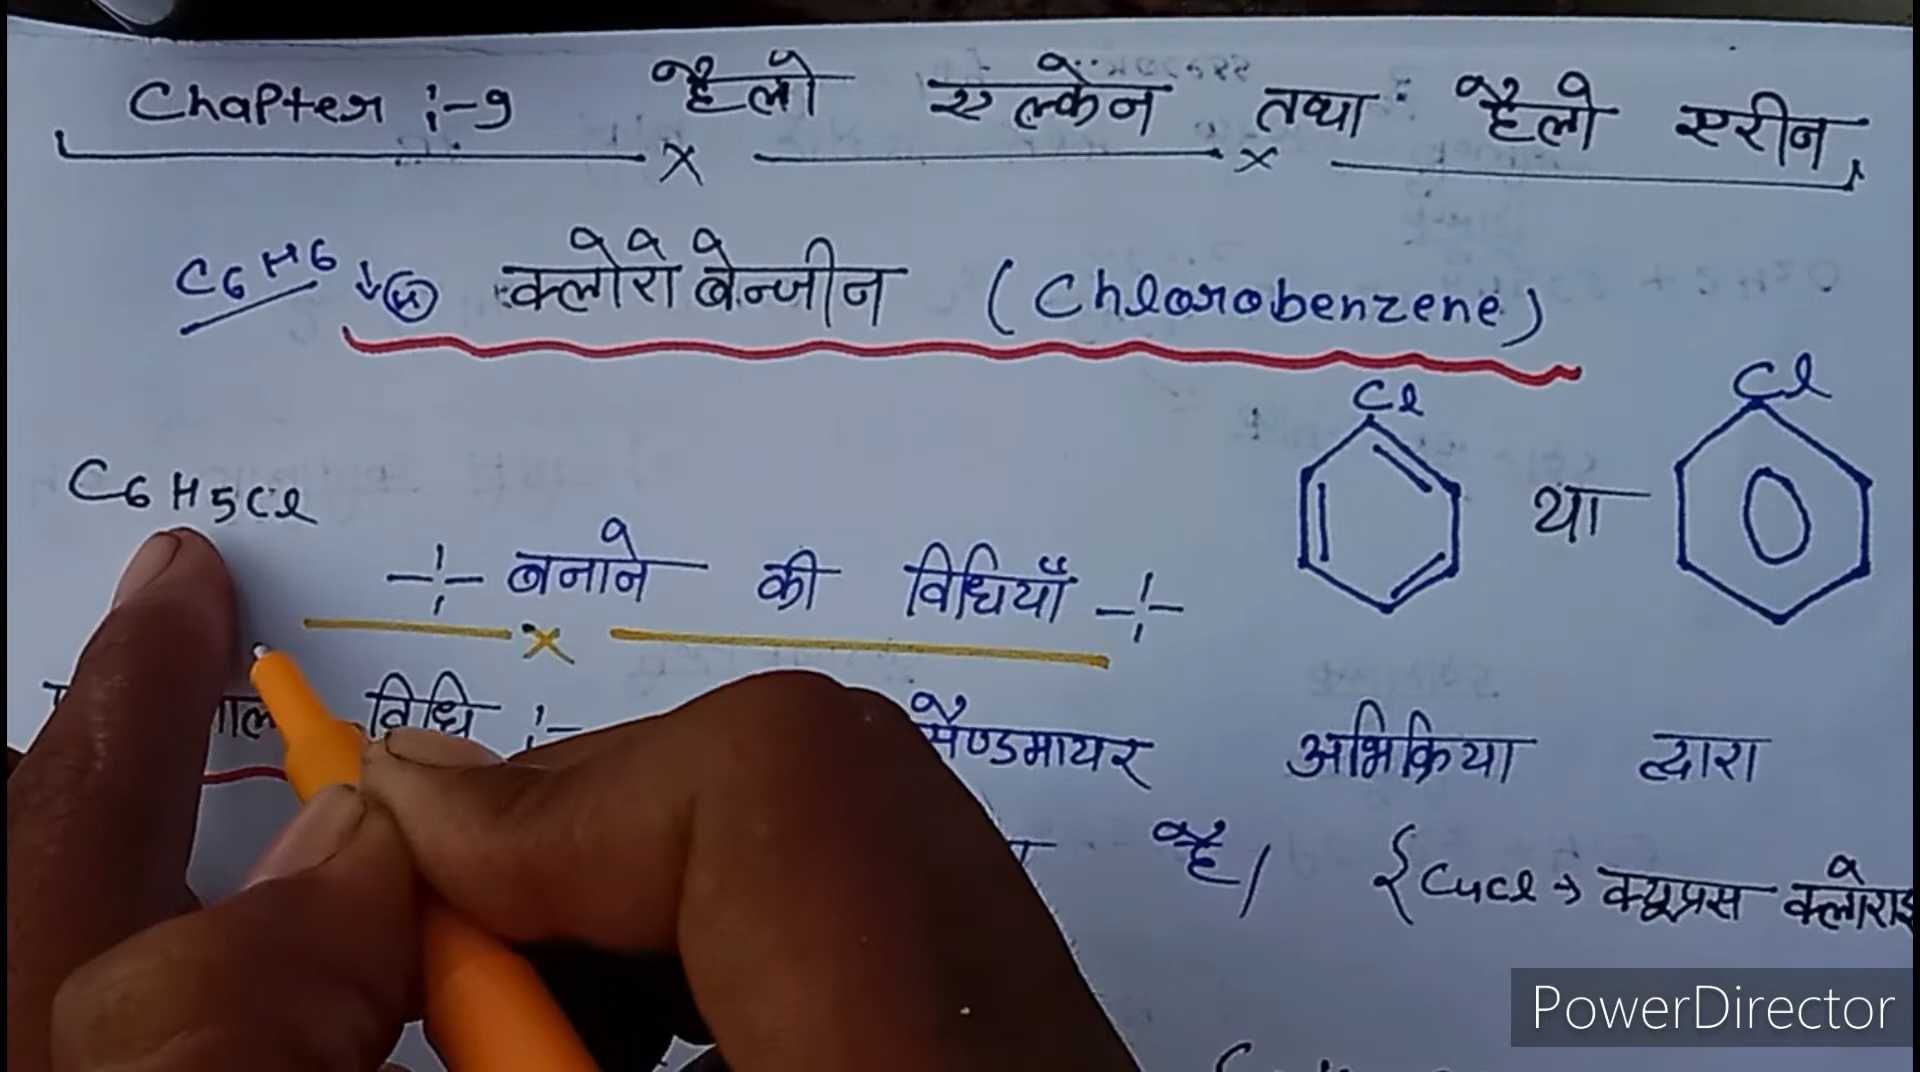 Chapter :- 9 हैलो एल्केन तथा हैलो एरीन
C6H6 ↓ (H) क्लोरोबेन्जीन (Chlorobenzene)
Cl Cl
C6H5Cl या
-:- बनाने की विधियाँ -:-
विधि :- सैण्डमायर अभिक्रिया द्वारा
है। {CuCl → क्यूप्रस
PowerDirector